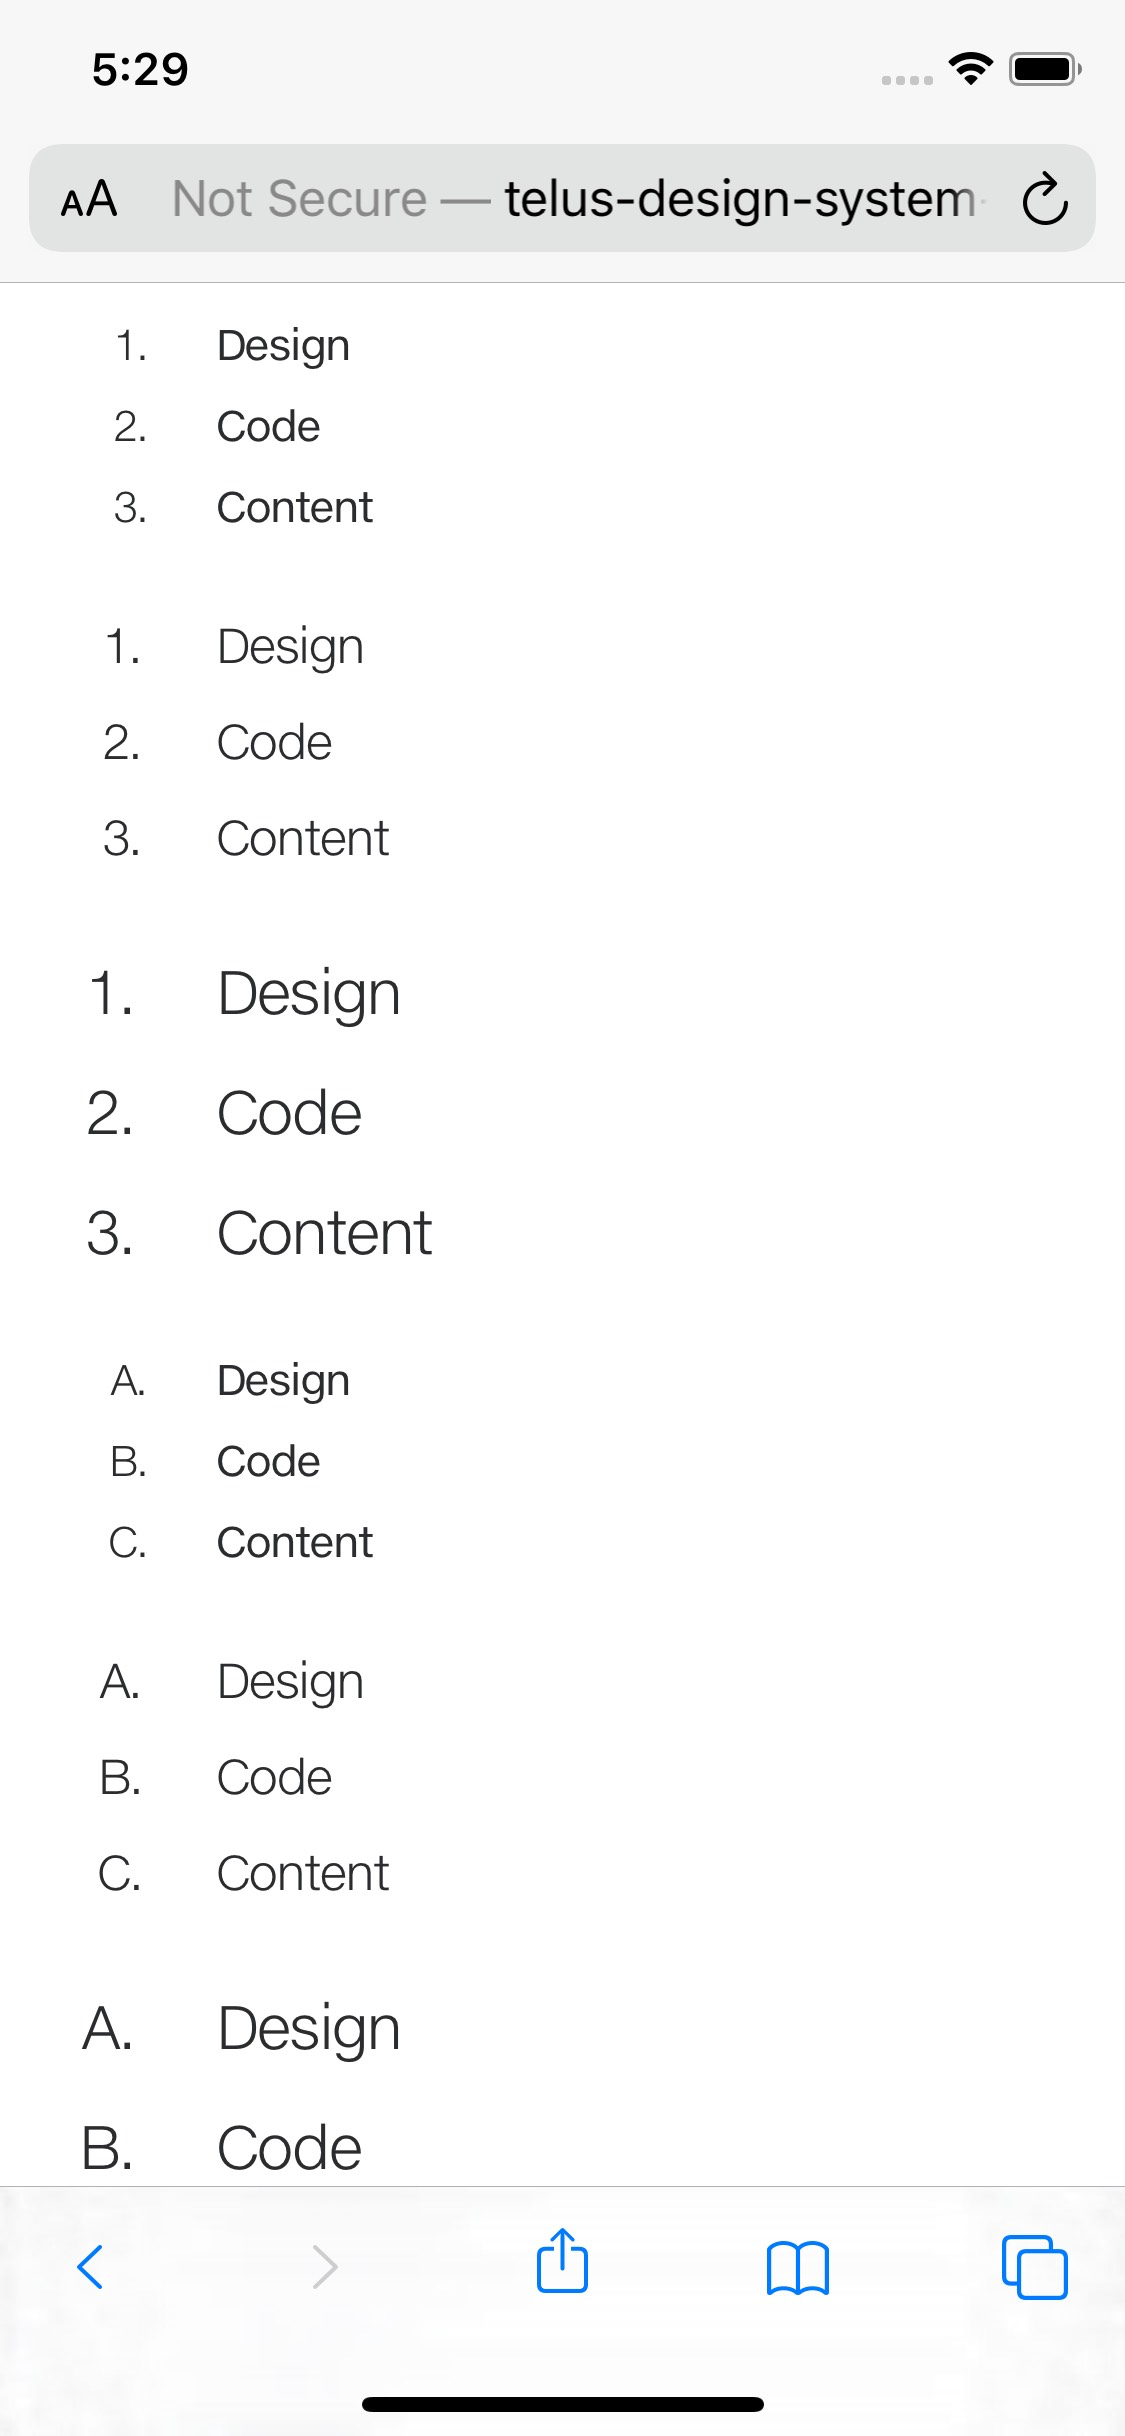 5:29
AA Not Secure — telus-design-system-
1. Design
2. Code
3. Content
1. Design
2. Code
3. Content
1. Design
2. Code
3. Content
A. Design
B. Code
C. Content
A. Design
B. Code
C. Content
A. Design
B. Code